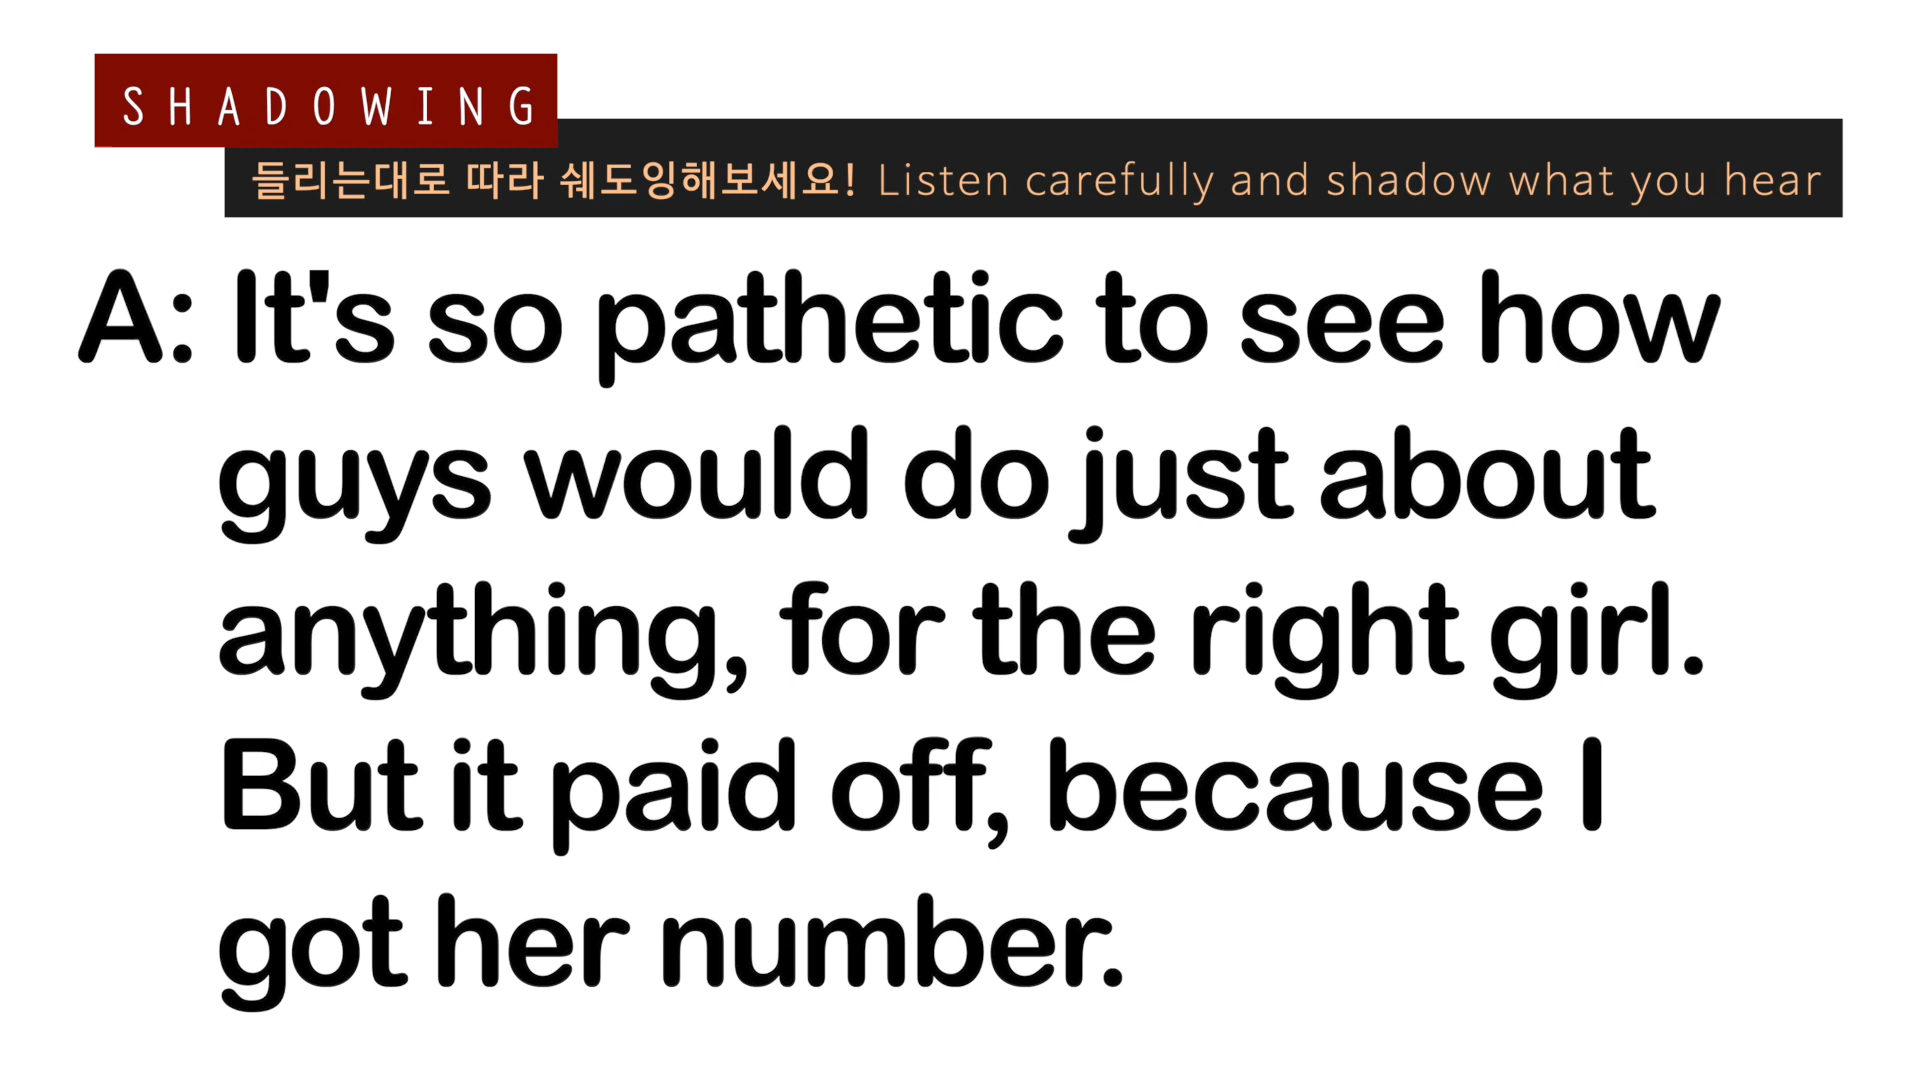 SHADOWING
들리는대로 따라 쉐도잉해보세요! Listen carefully and shadow what you hear
A: It's so pathetic to see how
guys would do just about
anything, for the right girl.
But it paid off, because I
got her number.